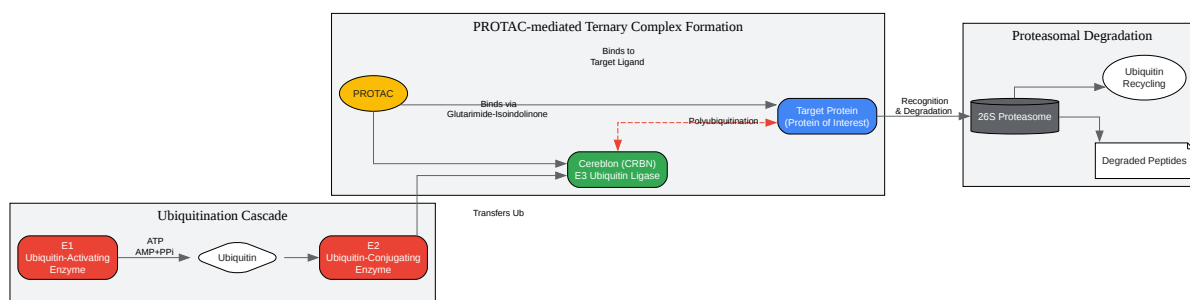 PROTAC-mediated Ternary Complex Formation
Binds to
Target Ligand
PROTAC
Binds via
Glutarimide-Isoindolinone
Polyubiquitination
Target Protein
(Protein of Interest)
Cereblon (CRBN)
E3 Ubiquitin Ligase
Recognition
& Degradation
Proteasomal Degradation
26S Proteasome
Ubiquitin
Recycling
Degraded Peptides
Ubiquitination Cascade
E1
Ubiquitin-Activating
Enzyme
ATP
AMP+PPi
Ubiquitin
E2
Ubiquitin-Conjugating
Enzyme
Transfers Ub